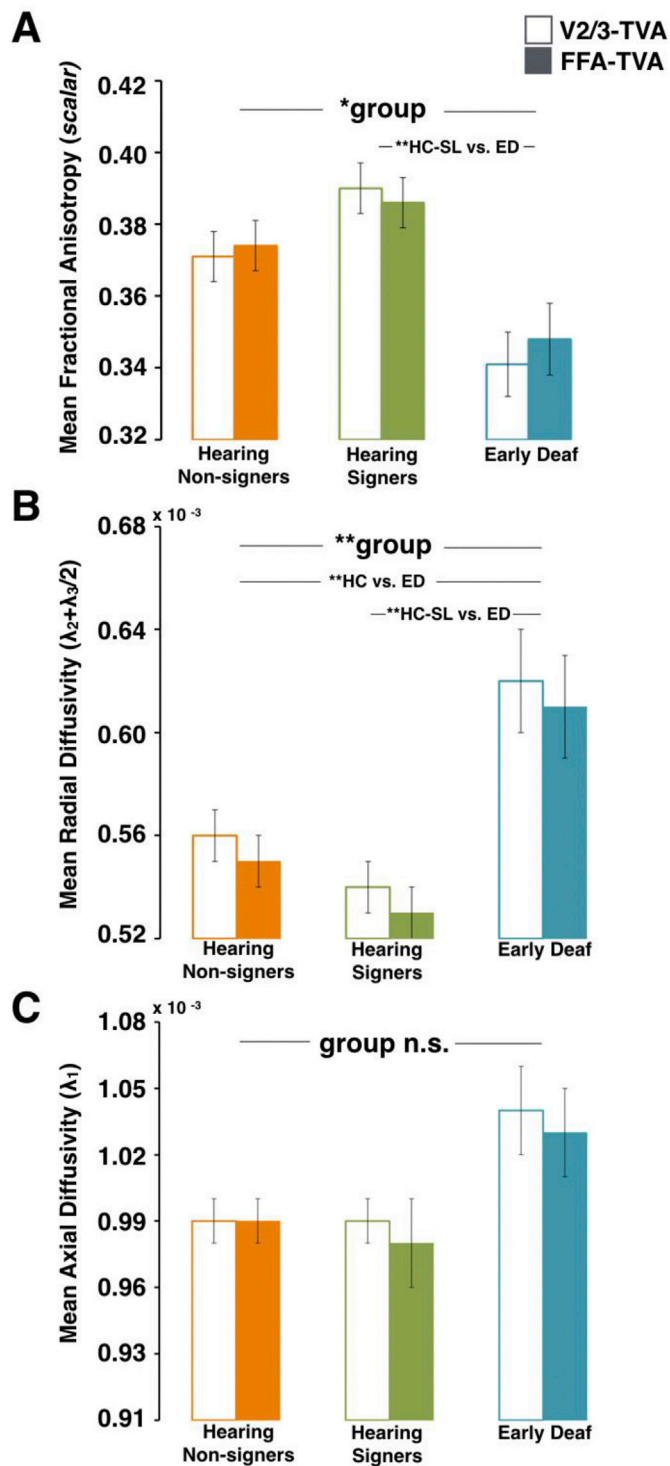 A
V2/3-TVA
FFA-TVA
Mean Fractional Anisotropy (scalar)
0.42
0.40
0.38
0.36
0.34
0.32
*group
**HC-SL vs. ED
Hearing
Non-signers
Hearing
Signers
Early Deaf
B
x 10 -3
Mean Radial Diffusivity (λ2+λ3/2)
0.68
0.64
0.60
0.56
0.52
**group
**HC vs. ED
**HC-SL vs. ED
Hearing
Non-signers
Hearing
Signers
Early Deaf
C
x 10 -3
Mean Axial Diffusivity (λ1)
1.08
1.05
1.02
0.99
0.96
0.93
0.91
group n.s.
Hearing
Non-signers
Hearing
Signers
Early Deaf